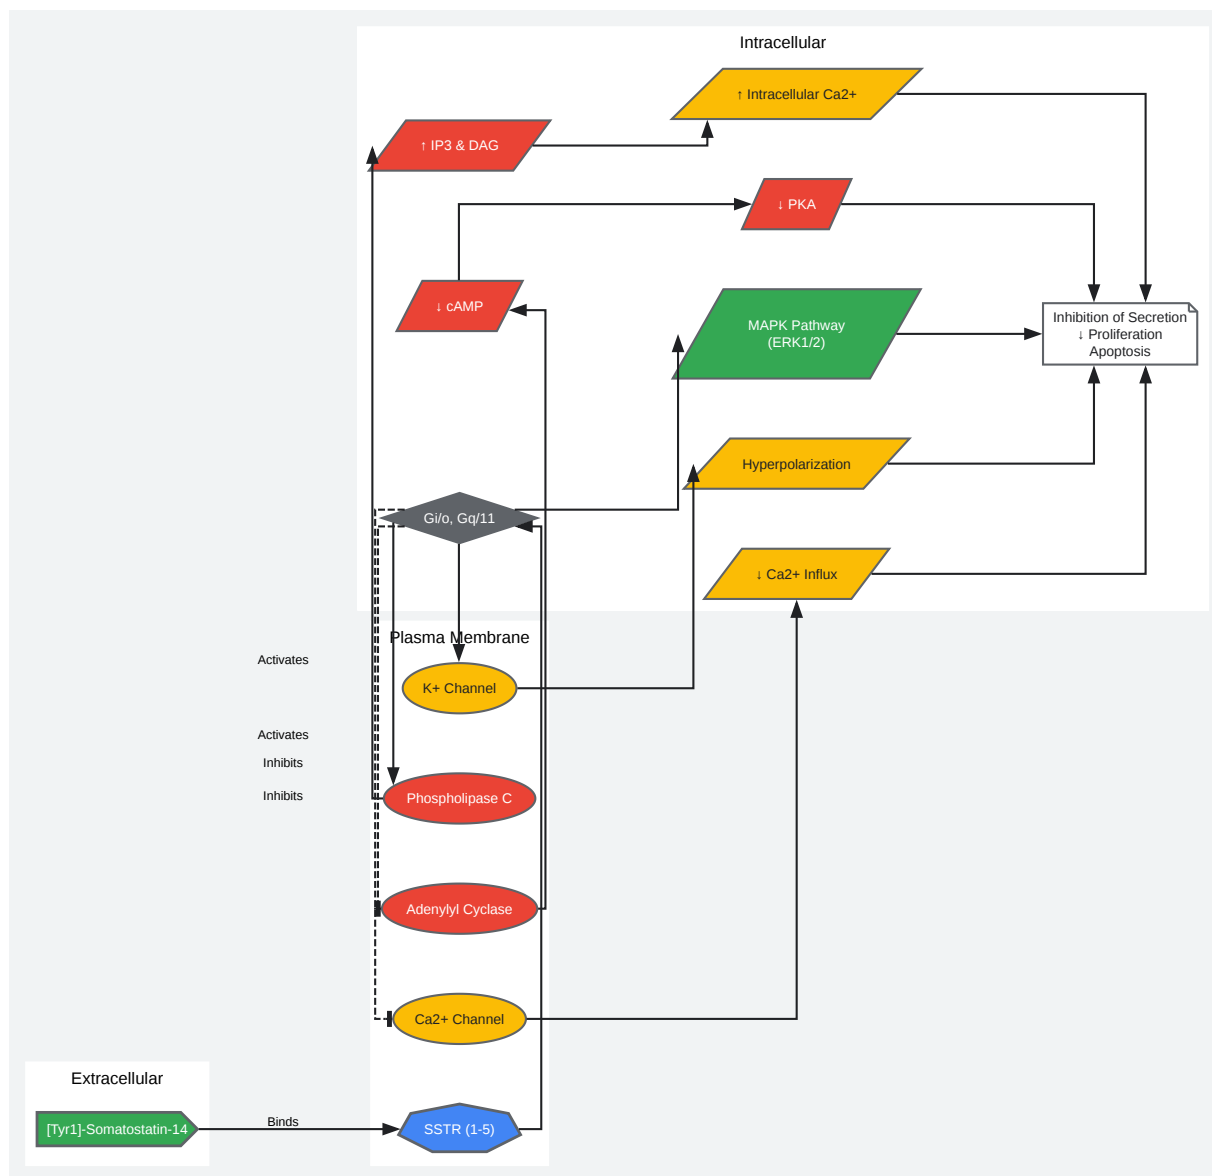 Intracellular
↑ Intracellular Ca2+
↑ IP3 & DAG
↓ PKA
↓ cAMP
MAPK Pathway
(ERK1/2)
Inhibition of Secretion
↓ Proliferation
Apoptosis
Hyperpolarization
Gi/o, Gq/11
↓ Ca2+ Influx
Plasma Membrane
Activates
K+ Channel
Activates
Inhibits
Inhibits
Phospholipase C
Adenylyl Cyclase
Ca2+ Channel
Extracellular
[Tyr1]-Somatostatin-14
Binds
SSTR (1-5)